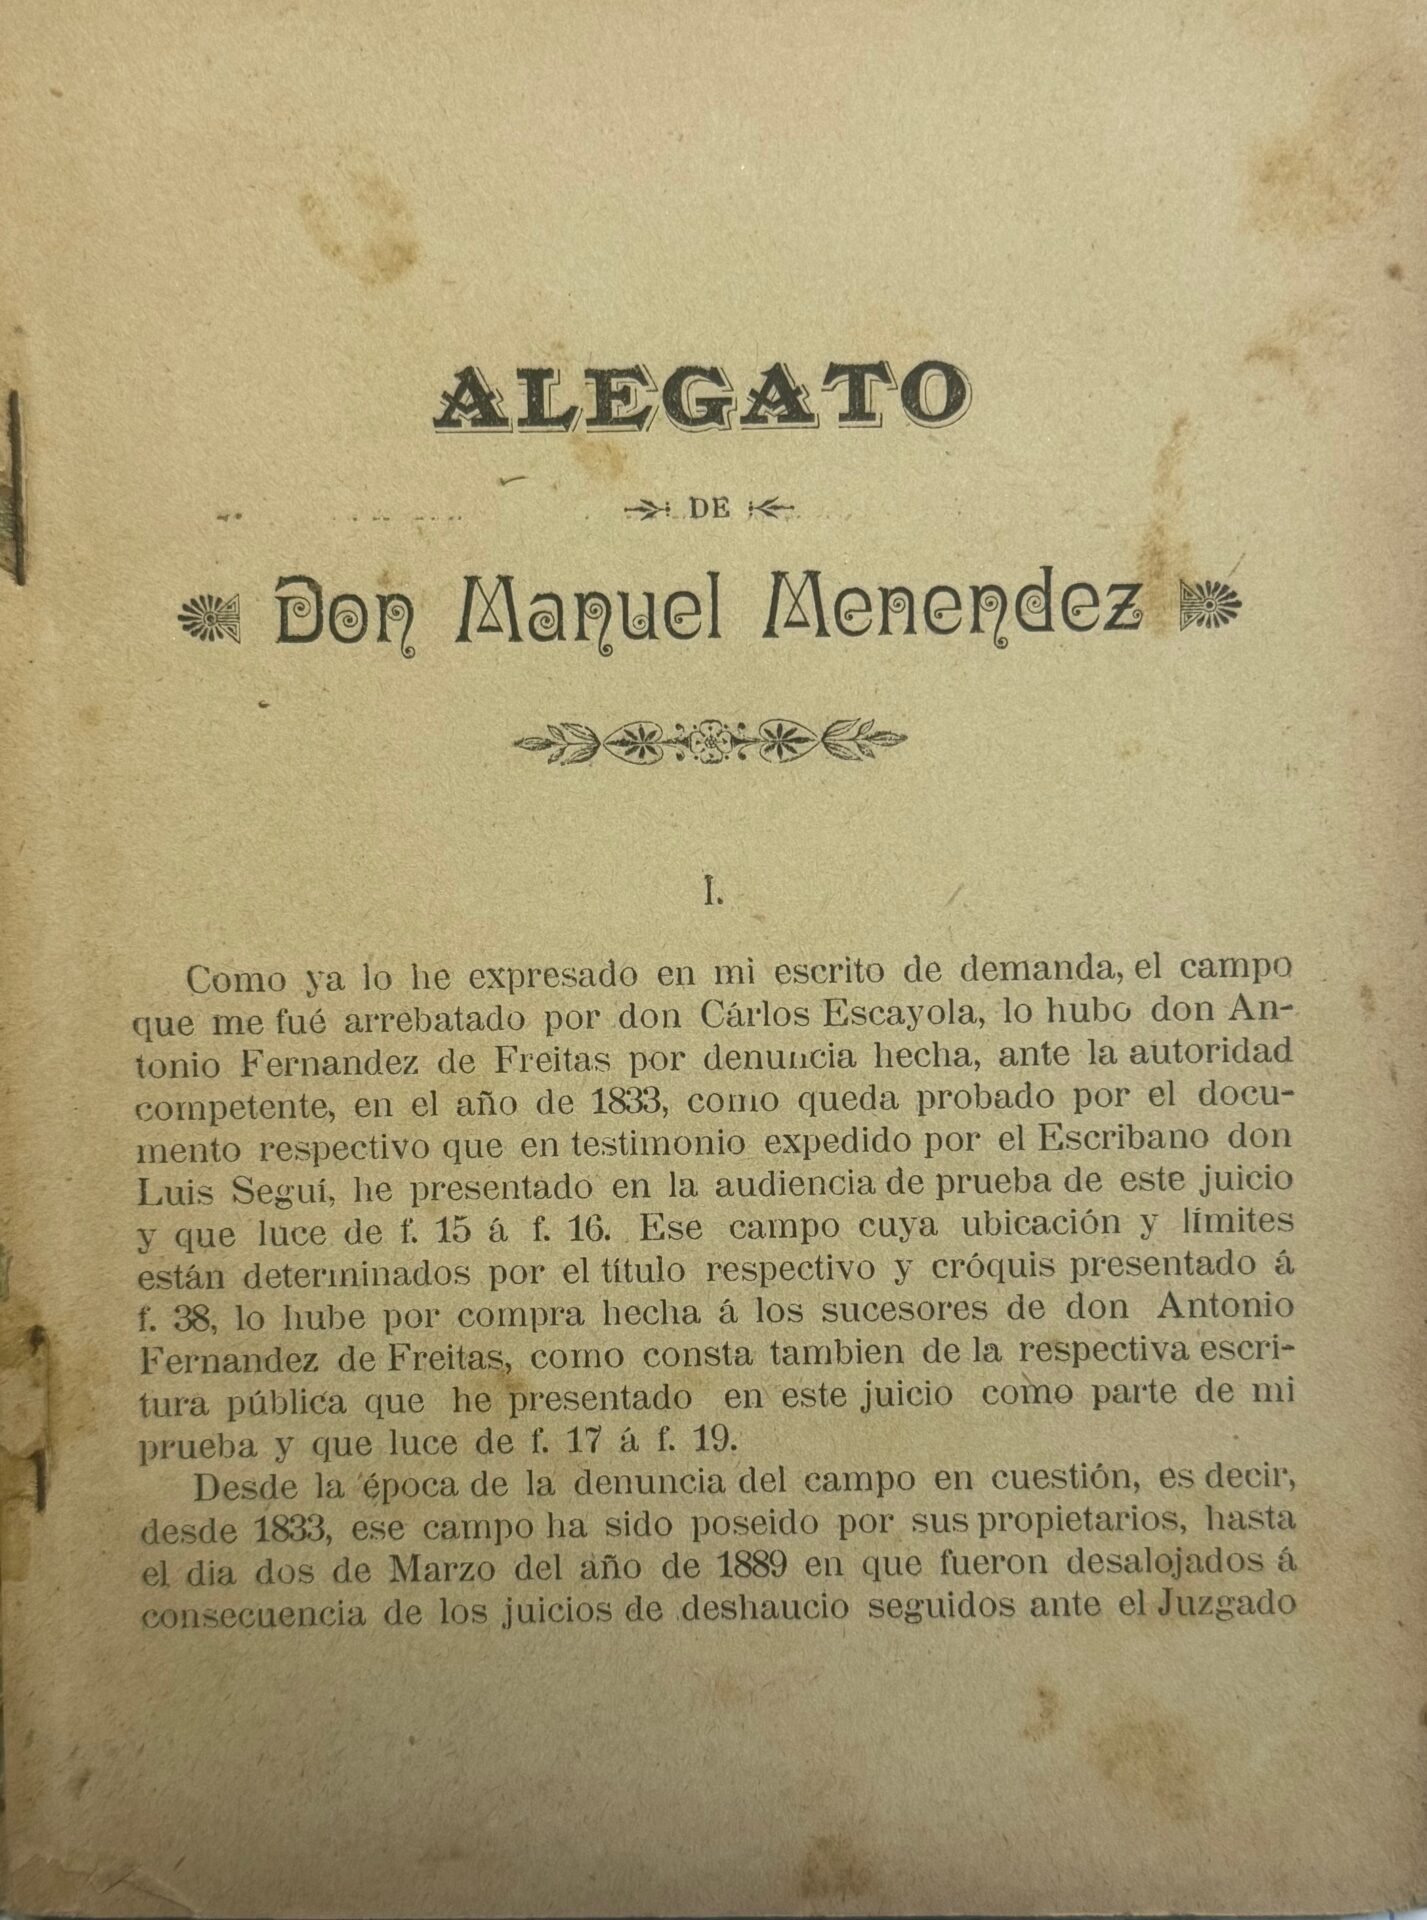 ALEGATO
DE
Don Manuel Menendez
I.
Como ya lo he expresado en mi escrito de demanda, el campo
que me fué arrebatado por don Cárlos Escayola, lo hubo don An-
tonio Fernandez de Freitas por denuncia hecha, ante la autoridad
competente, en el año de 1833, como queda probado por el docu-
mento respectivo que en testimonio expedido por el Escribano don
Luis Seguí, he presentado en la audiencia de prueba de este juicio
y que luce de f. 15 á f. 16. Ese campo cuya ubicación y límites
están determinados por el título respectivo y cróquis presentado á
f. 38, lo hube por compra hecha á los sucesores de don Antonio
Fernandez de Freitas, como consta tambien de la respectiva escri-
tura pública que he presentado en este juicio como parte de mi
prueba y que luce de f. 17 á f. 19.
Desde la época de la denuncia del campo en cuestión, es decir,
desde 1833, ese campo ha sido poseido por sus propietarios, hasta
el dia dos de Marzo del año de 1889 en que fueron desalojados á
consecuencia de los juicios de deshaucio seguidos ante el Juzgado